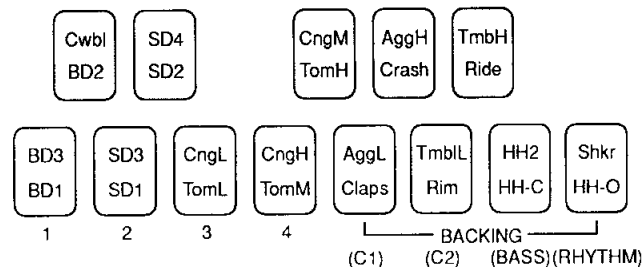 Cwbl SD4 CngM AggH TmbH
BD2 SD2 TomH Crash Ride
BD3 SD3 CngL CngH AggL TmblL HH2 Shkr
BD1 SD1 TomL TomM Claps Rim HH-C HH-O
1 2 3 4 BACKING
(C1) (C2) (BASS) (RHYTHM)